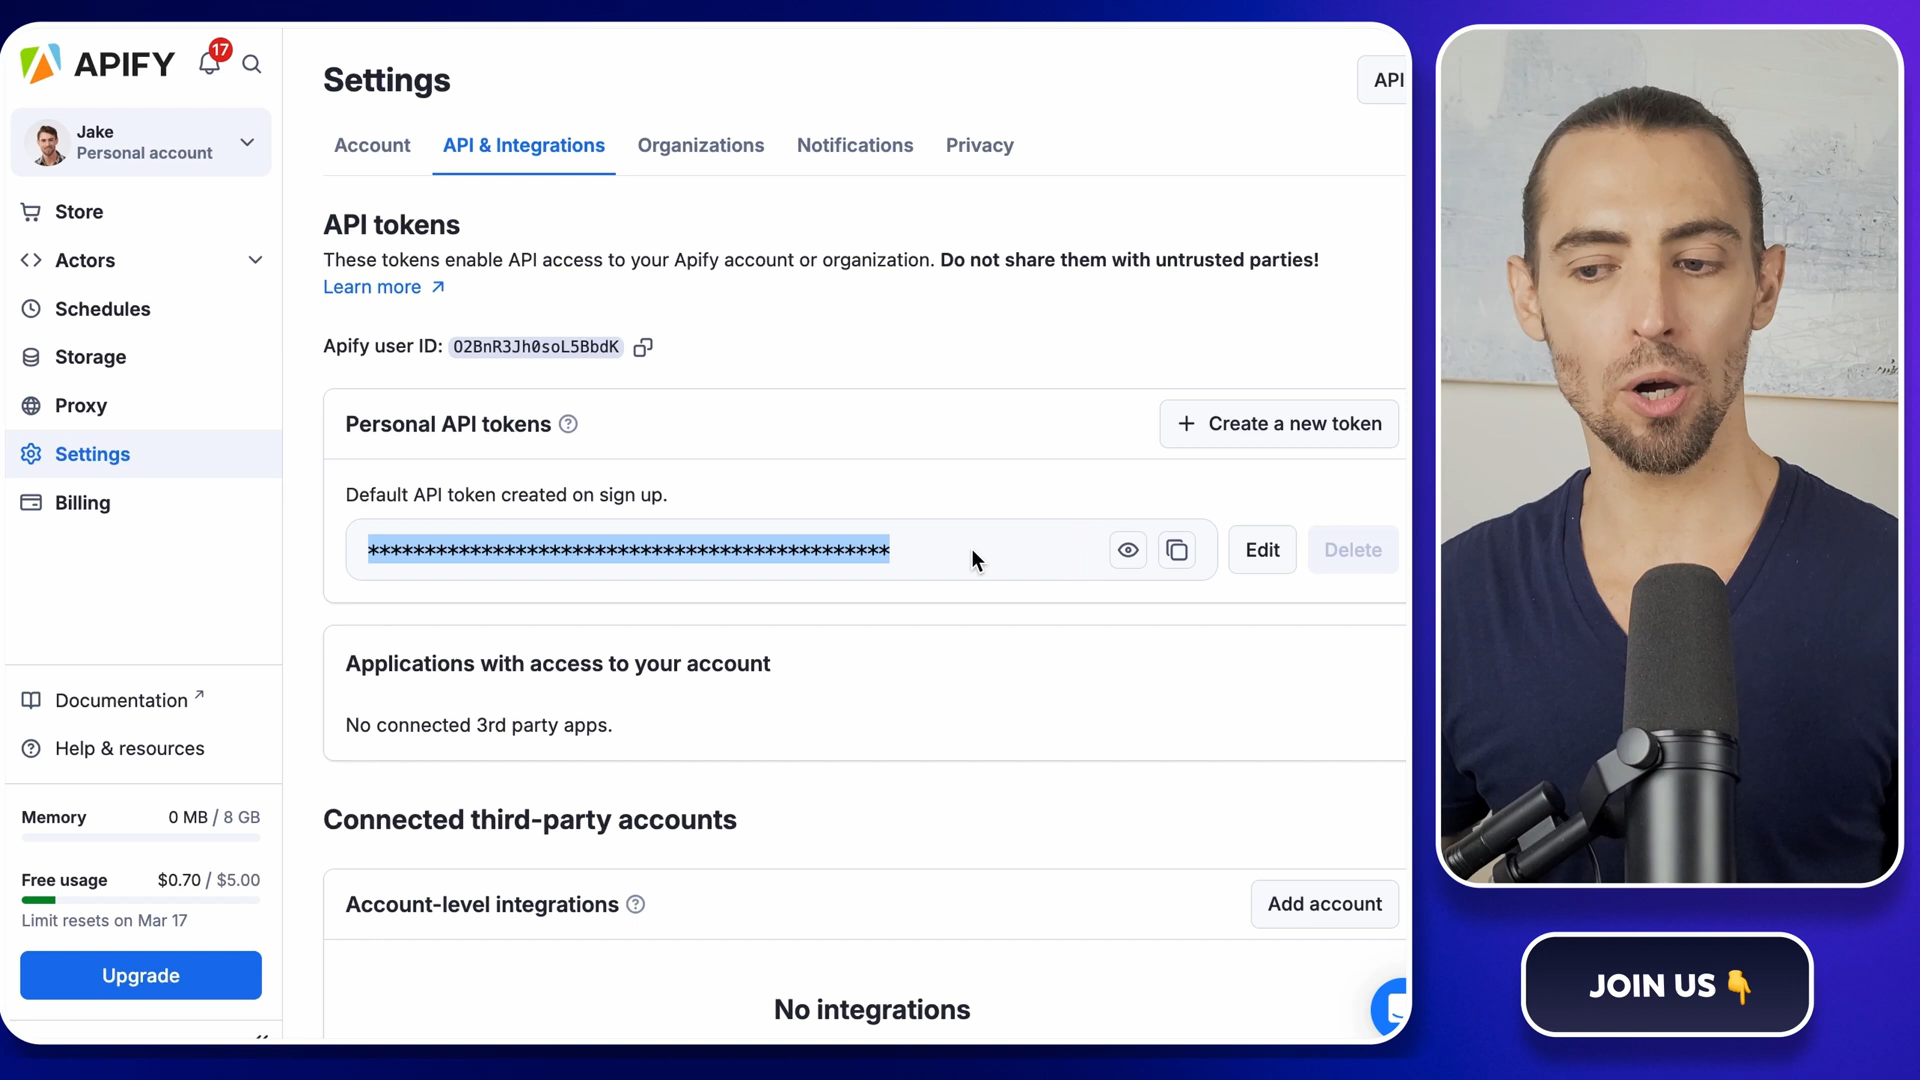 APIFY
17
Jake
Personal account
Store
Actors
Schedules
Storage
Proxy
Settings
Billing
Documentation
Help & resources
Memory 0 MB / 8 GB
Free usage $0.70 / $5.00
Limit resets on Mar 17
Upgrade
Settings
API
Account API & Integrations Organizations Notifications Privacy
API tokens
These tokens enable API access to your Apify account or organization. Do not share them with untrusted parties!
Learn more
Apify user ID: O2BnR3Jh0soL5BbdK
Personal API tokens
Create a new token
Default API token created on sign up.
**********************************************
Edit
Delete
Applications with access to your account
No connected 3rd party apps.
Connected third-party accounts
Account-level integrations
Add account
No integrations
JOIN US 👇